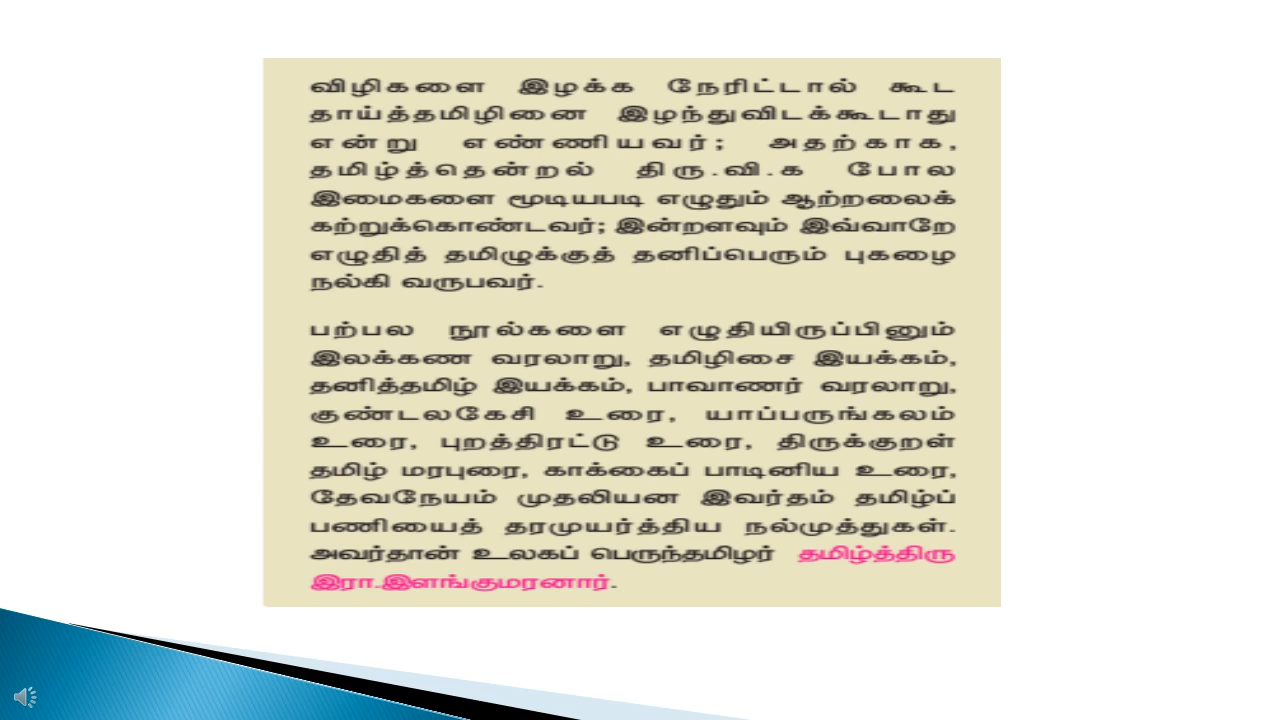 விழிகளை இழக்க நேரிட்டால் கூட
தாய்த்தமிழினை இழந்துவிடக்கூடாது
என்று எண்ணியவர்; அதற்காக,
தமிழ்த்தென்றல் திரு.வி.க போல
இமைகளை மூடியபடி எழுதும் ஆற்றலைக்
கற்றுக்கொண்டவர்; இன்றளவும் இவ்வாறே
எழுதித் தமிழுக்குத் தனிப்பெரும் புகழை
நல்கி வருபவர்.
பற்பல நூல்களை எழுதியிருப்பினும்
இலக்கண வரலாறு, தமிழிசை இயக்கம்,
தனித்தமிழ் இயக்கம், பாவாணர் வரலாறு,
குண்டலகேசி உரை, யாப்பருங்கலம்
உரை, புறத்திரட்டு உரை, திருக்குறள்
தமிழ் மரபுரை, காக்கைப் பாடினிய உரை,
தேவநேயம் முதலியன இவர்தம் தமிழ்ப்
பணியைத் தரமுயர்த்திய நல்முத்துகள்.
அவர்தான் உலகப் பெருந்தமிழர் தமிழ்த்திரு
இரா.இளங்குமரனார்.